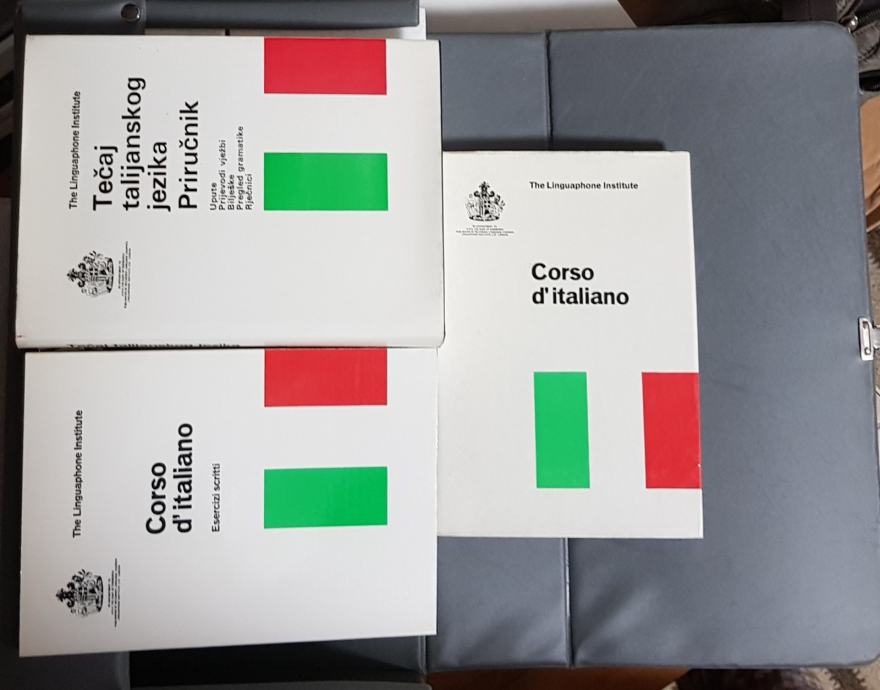 The Linguaphone Institute
Tečaj
talijanskog
jezika
Priručnik
Upute
Prijevodi vježbi
Bilješke
Pregled gramatike
Rječnici
The Linguaphone Institute
Corso
d'italiano
Esercizi scritti
The Linguaphone Institute
Corso
d'italiano